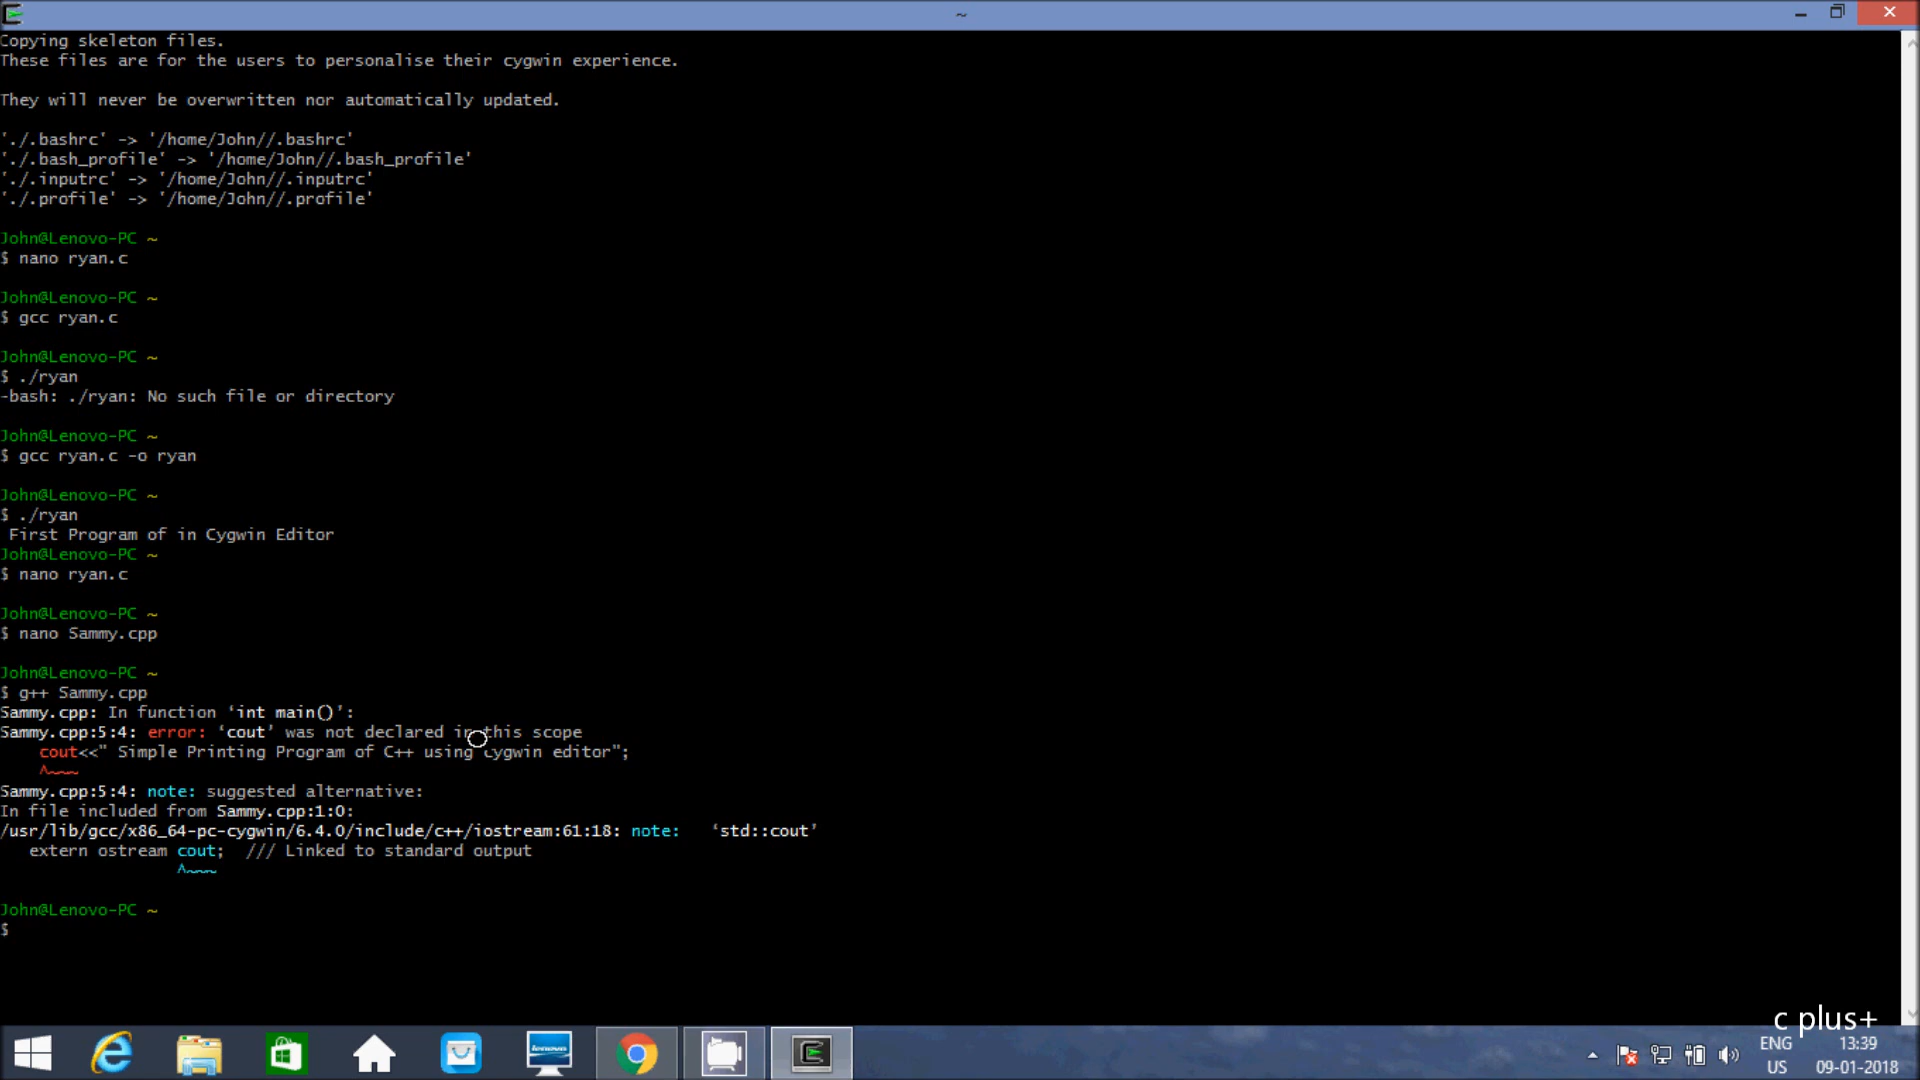 ~
Copying skeleton files.
These files are for the users to personalise their cygwin experience.
They will never be overwritten nor automatically updated.
'./.bashrc' -> '/home/John//.bashrc'
'./.bash_profile' -> '/home/John//.bash_profile'
'./.inputrc' -> '/home/John//.inputrc'
'./.profile' -> '/home/John//.profile'
John@Lenovo-PC ~
$ nano ryan.c
John@Lenovo-PC ~
$ gcc ryan.c
John@Lenovo-PC ~
$ ./ryan
-bash: ./ryan: No such file or directory
John@Lenovo-PC ~
$ gcc ryan.c -o ryan
John@Lenovo-PC ~
$ ./ryan
First Program of in Cygwin Editor
John@Lenovo-PC ~
$ nano ryan.c
John@Lenovo-PC ~
$ nano Sammy.cpp
John@Lenovo-PC ~
$ g++ Sammy.cpp
Sammy.cpp: In function ‘int main()’:
Sammy.cpp:5:4: error: ‘cout’ was not declared in this scope
cout<<" Simple Printing Program of C++ using cygwin editor";
^~~~
Sammy.cpp:5:4: note: suggested alternative:
In file included from Sammy.cpp:1:0:
/usr/lib/gcc/x86_64-pc-cygwin/6.4.0/include/c++/iostream:61:18: note:   ‘std::cout’
extern ostream cout;  /// Linked to standard output
^~~~
John@Lenovo-PC ~
$
c plus+
ENG 13:39
US 09-01-2018